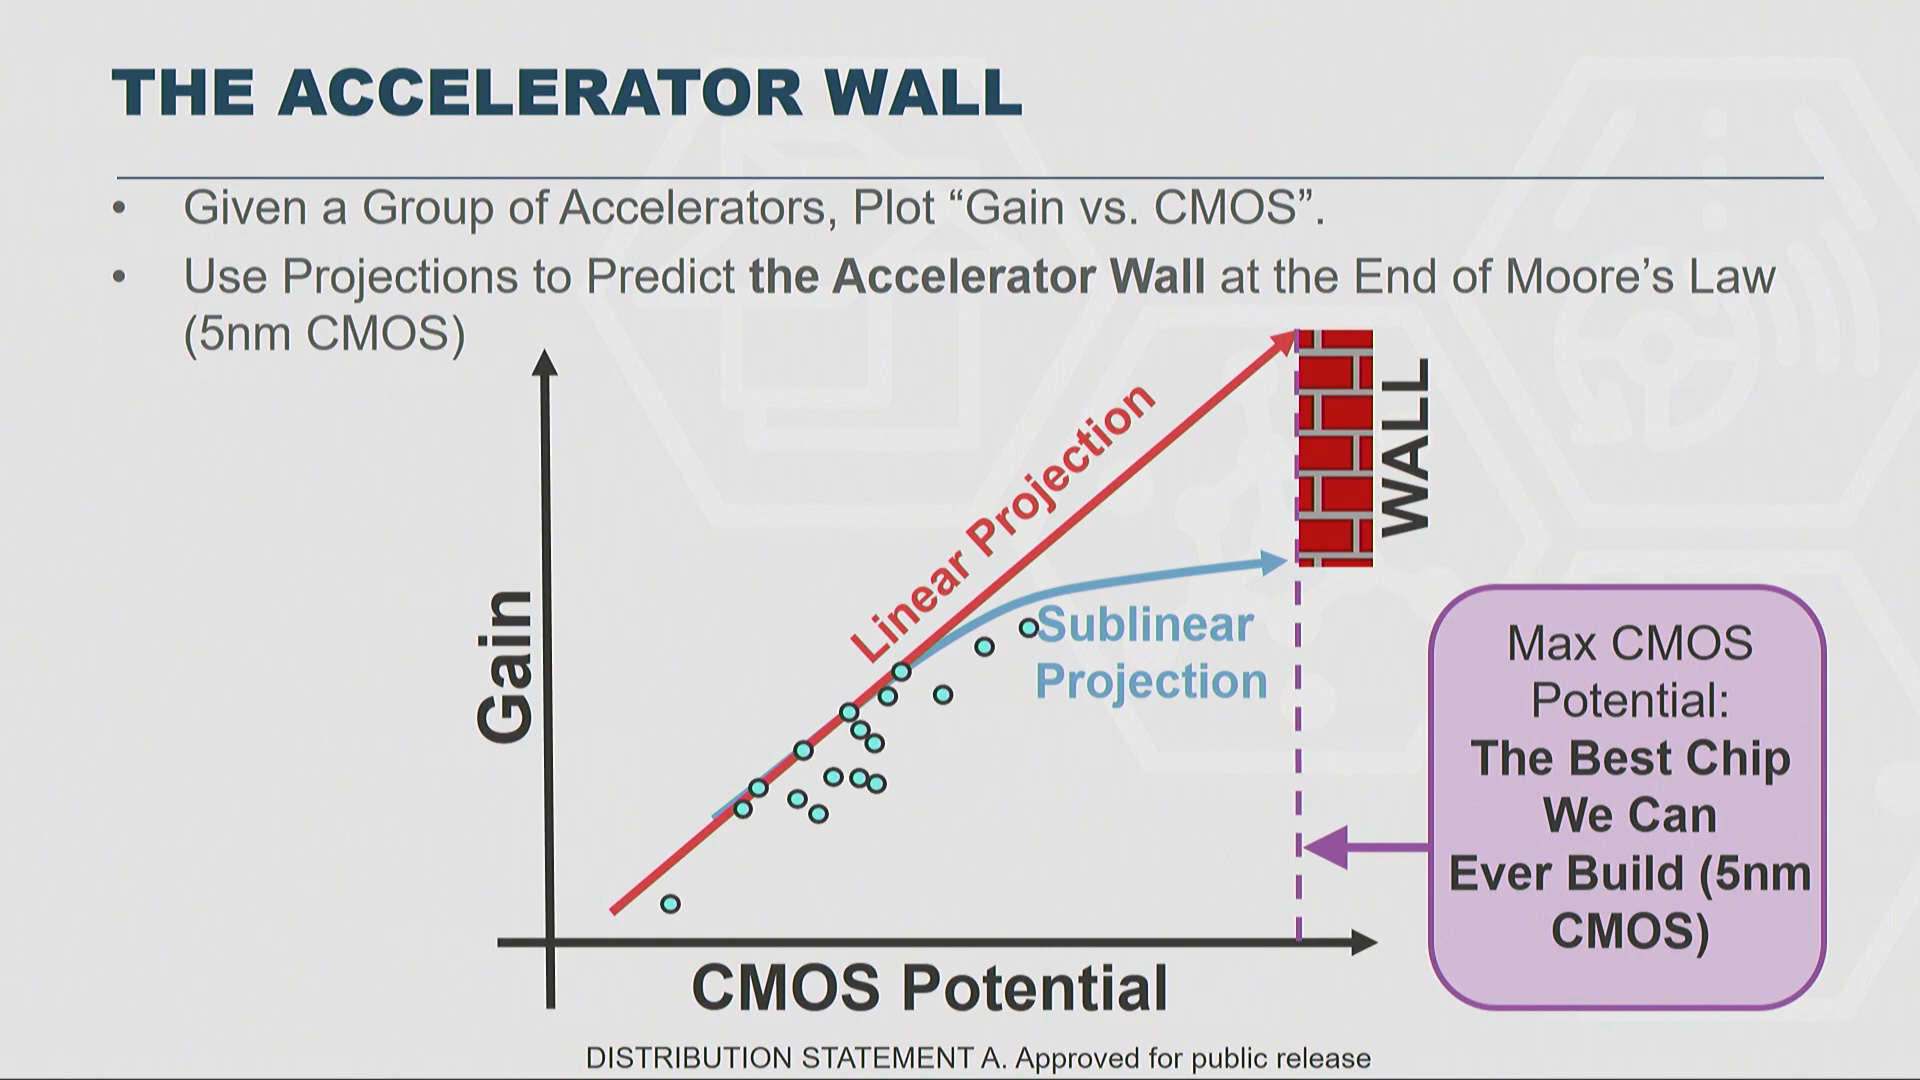 THE ACCELERATOR WALL
• Given a Group of Accelerators, Plot “Gain vs. CMOS”.
• Use Projections to Predict the Accelerator Wall at the End of Moore’s Law
(5nm CMOS)
Linear Projection
WALL
Gain
Sublinear
Projection
Max CMOS
Potential:
The Best Chip
We Can
Ever Build (5nm
CMOS)
CMOS Potential
DISTRIBUTION STATEMENT A. Approved for public release